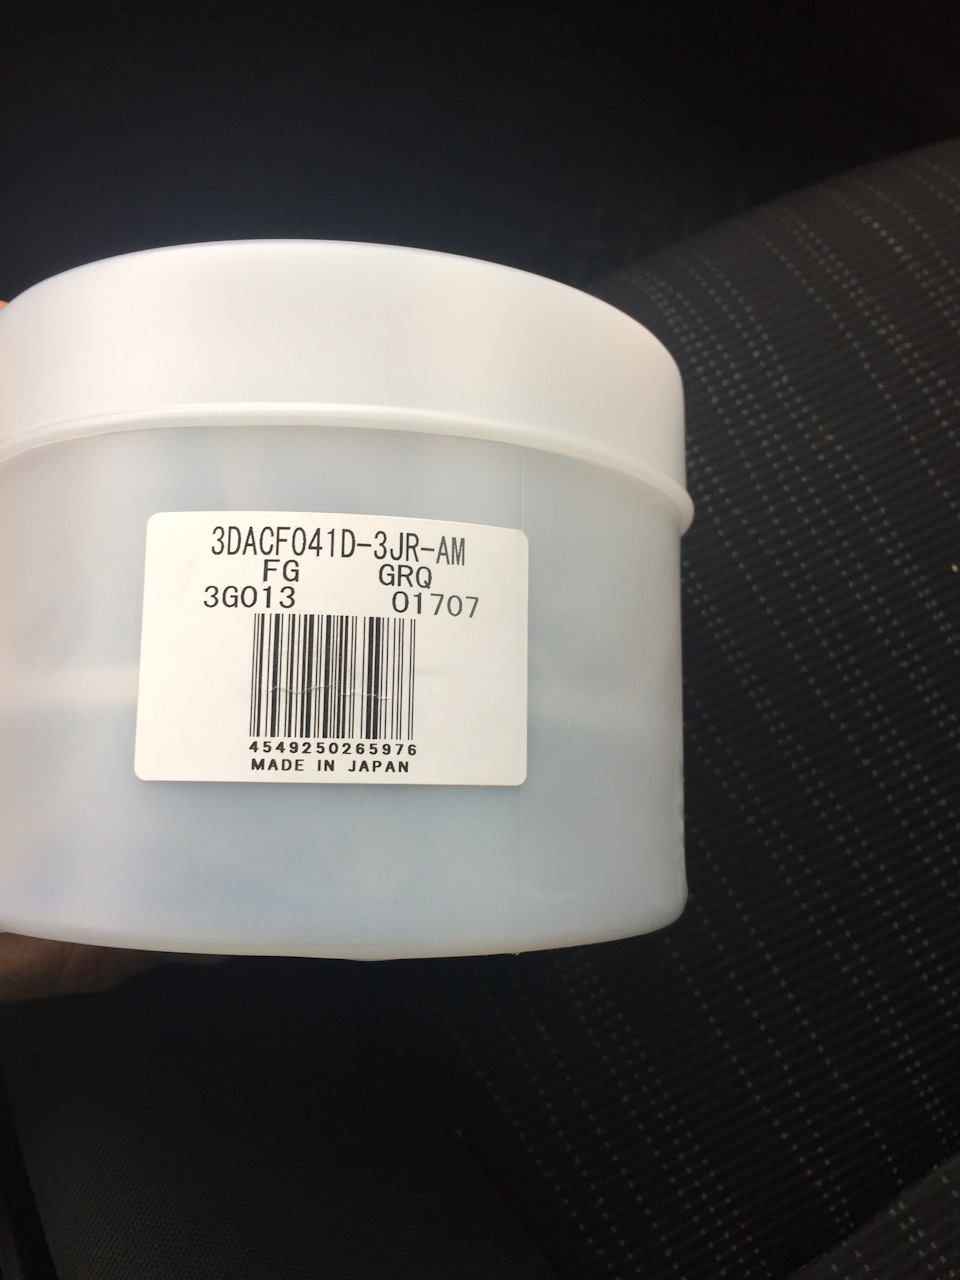 3DACF041D-3JR-AM
FG GRQ
3G013 01707
4549250265976
MADE IN JAPAN